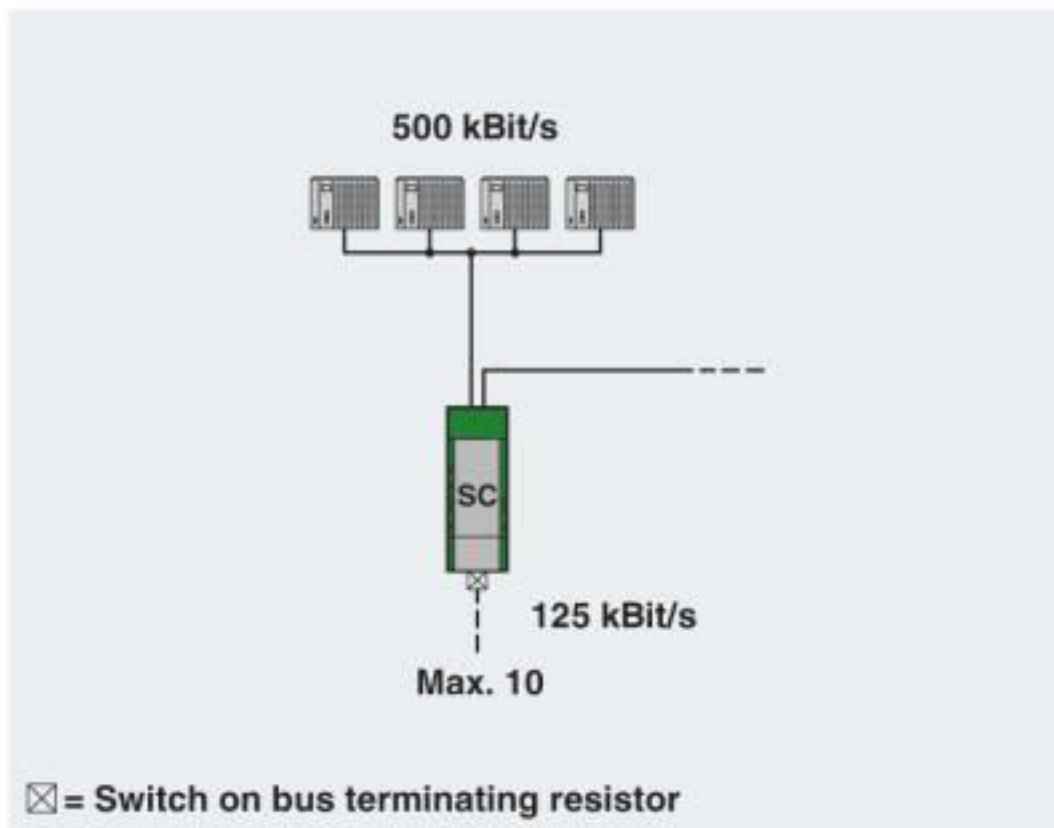 500 kBit/s
SC
125 kBit/s
Max. 10
= Switch on bus terminating resistor